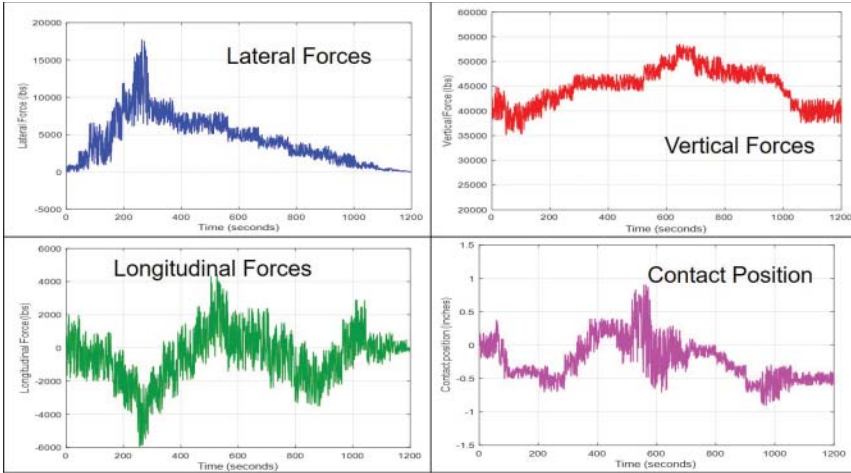 Lateral Forces
Lateral Force (lbs)
20000
15000
10000
5000
0
-5000
0 200 400 600 800 1000 1200
Time (seconds)
Vertical Forces
Vertical Force (lbs)
60000
55000
50000
45000
40000
35000
30000
25000
20000
0 200 400 600 800 1000 1200
Time (seconds)
Longitudinal Forces
Longitudinal Force (lbs)
6000
4000
2000
0
-2000
-4000
-6000
0 200 400 600 800 1000 1200
Time (seconds)
Contact Position
Contact position (inches)
1.5
1
0.5
0
-0.5
-1
-1.5
0 200 400 600 800 1000 1200
Time (seconds)